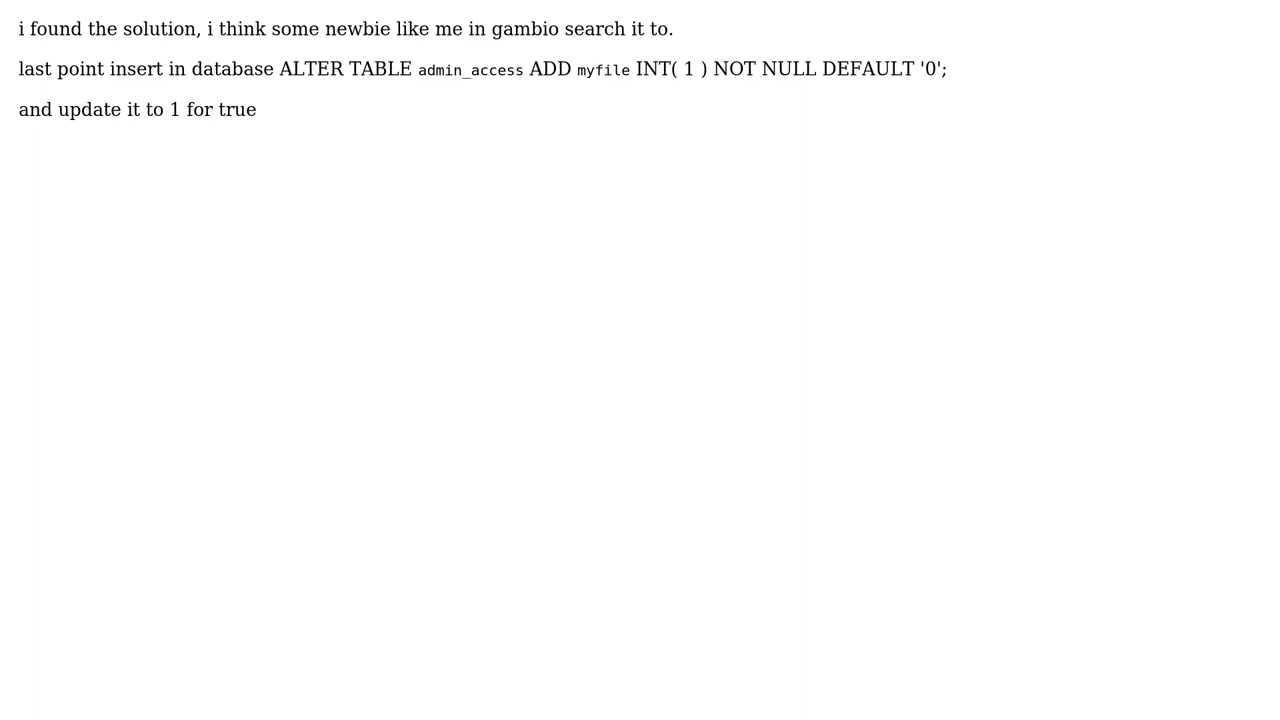 i found the solution, i think some newbie like me in gambio search it to.
last point insert in database ALTER TABLE admin_access ADD myfile INT( 1 ) NOT NULL DEFAULT '0';
and update it to 1 for true